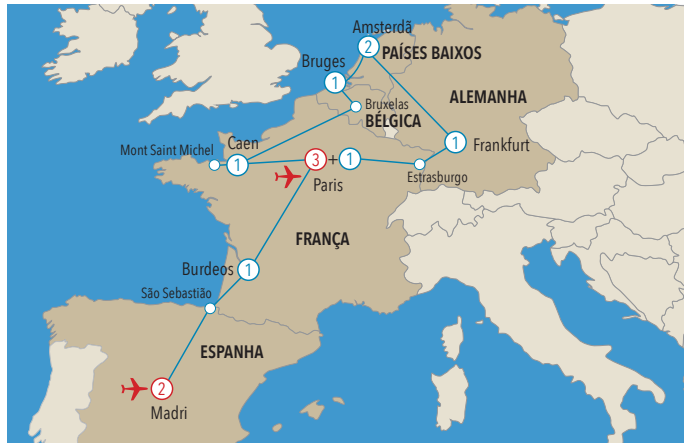 Amsterdã
2
PAÍSES BAIXOS
Bruges
1
ALEMANHA
Bruxelas
BÉLGICA
Mont Saint Michel
Caen
1
3
+
1
Paris
1
Frankfurt
Estrasburgo
FRANÇA
Burdeos
1
São Sebastião
ESPANHA
2
Madri